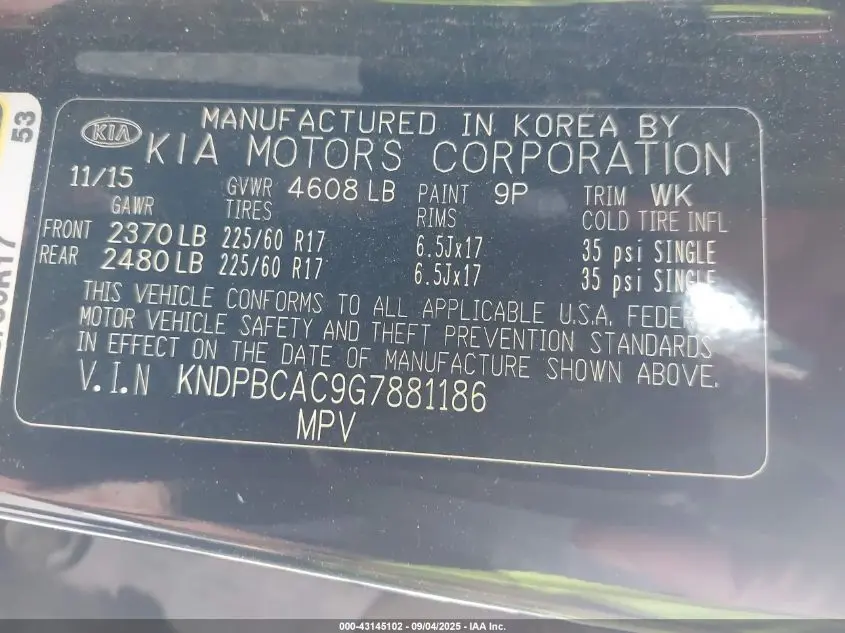 53
KIA
MANUFACTURED IN KOREA BY
KIA MOTORS CORPORATION
11/15 GVWR 4608 LB PAINT 9P TRIM WK
GAWR TIRES RIMS COLD TIRE INFL
FRONT 2370 LB 225/60 R17 6.5Jx17 35 psi SINGLE
REAR 2480 LB 225/60 R17 6.5Jx17 35 psi SINGLE
THIS VEHICLE CONFORMS TO ALL APPLICABLE U.S.A. FEDER
MOTOR VEHICLE SAFETY AND THEFT PREVENTION STANDARDS
IN EFFECT ON THE DATE OF MANUFACTURE SHOWN ABOVE.
V.I.N KNDPBCAC9G7881186
MPV
000-43145102 - 09/04/2025 - IAA Inc.